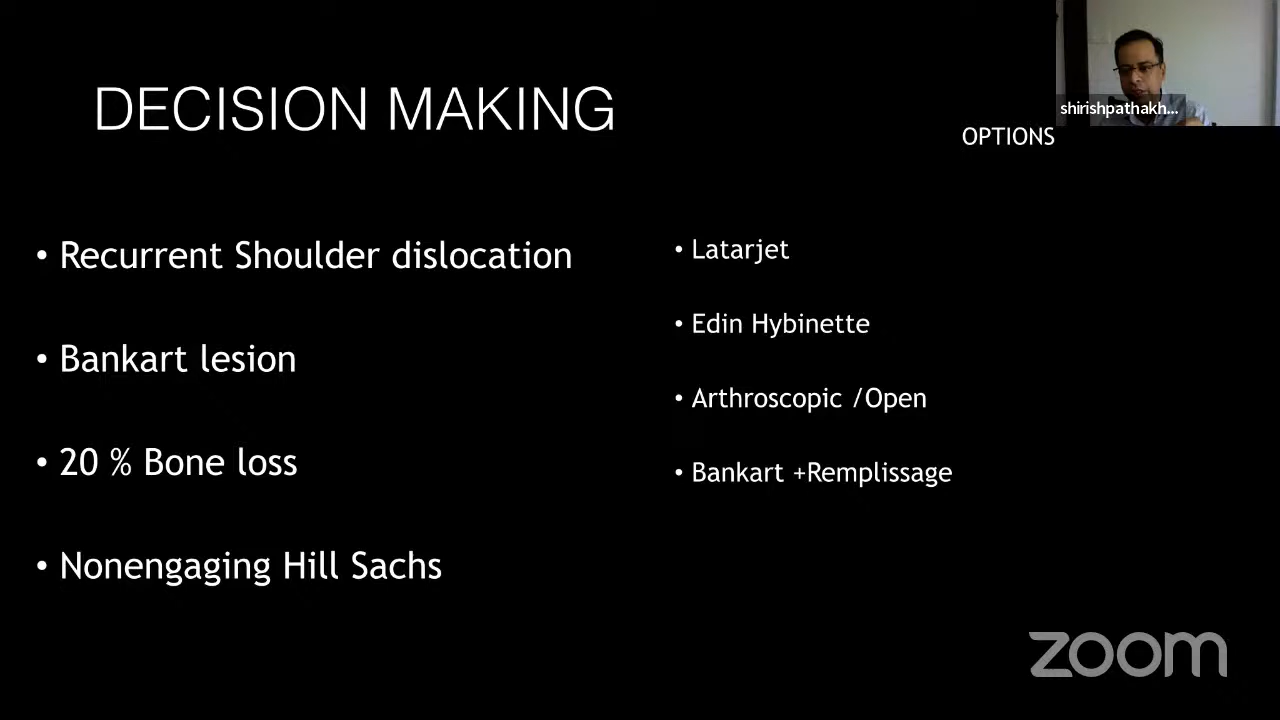 DECISION MAKING
shirishpathakh...
OPTIONS
• Recurrent Shoulder dislocation
• Bankart lesion
• 20 % Bone loss
• Nonengaging Hill Sachs
• Latarjet
• Edin Hybinette
• Arthroscopic /Open
• Bankart +Remplissage
zoom